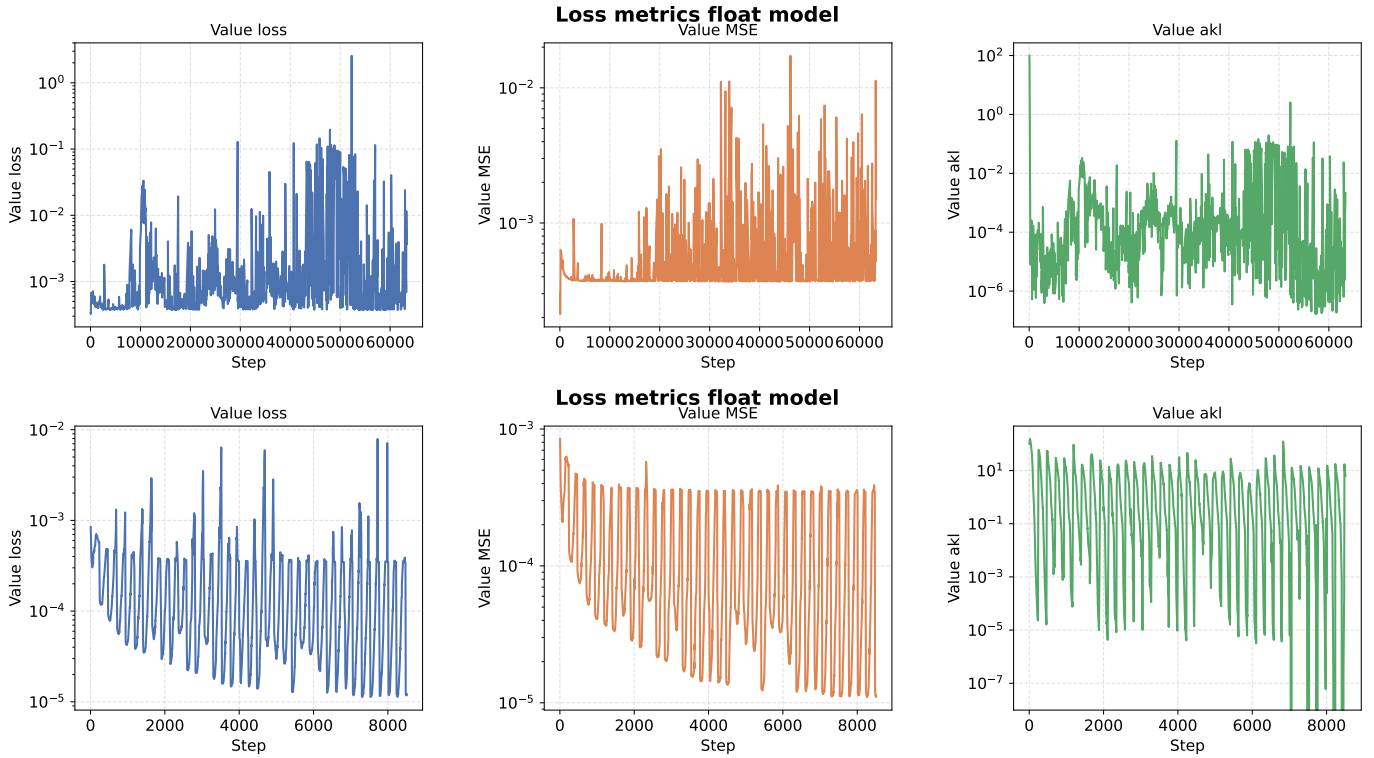 Loss metrics float model
Value loss
Value MSE
Value akl
10^0
10^-1
10^-2
10^-3
Value loss
0 10000 20000 30000 40000 50000 60000
Step
10^-2
10^-3
Value MSE
0 10000 20000 30000 40000 50000 60000
Step
10^2
10^0
10^-2
10^-4
10^-6
Value akl
0 10000 20000 30000 40000 50000 60000
Step
Loss metrics float model
Value loss
Value MSE
Value akl
10^-2
10^-3
10^-4
10^-5
Value loss
0 2000 4000 6000 8000
Step
10^-3
10^-4
10^-5
Value MSE
0 2000 4000 6000 8000
Step
10^1
10^-1
10^-3
10^-5
10^-7
Value akl
0 2000 4000 6000 8000
Step